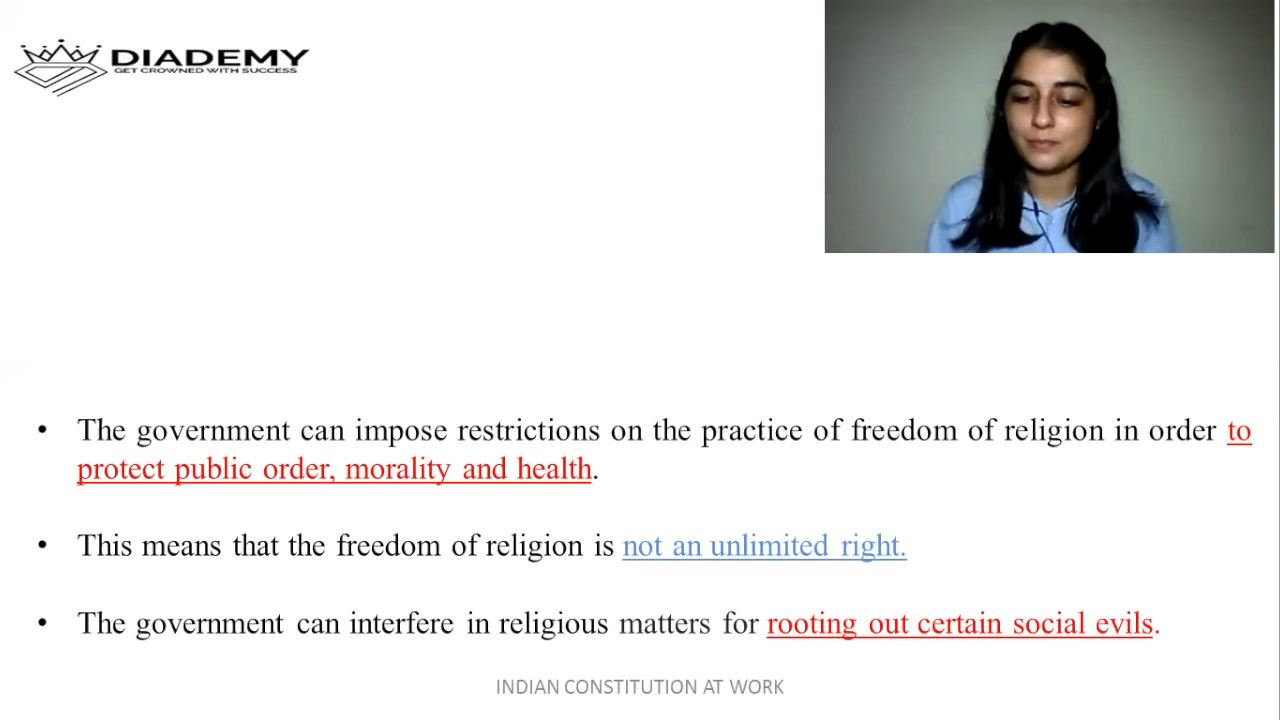 DIADEMY
GET CROWNED WITH SUCCESS
• The government can impose restrictions on the practice of freedom of religion in order to
protect public order, morality and health.
• This means that the freedom of religion is not an unlimited right.
• The government can interfere in religious matters for rooting out certain social evils.
INDIAN CONSTITUTION AT WORK